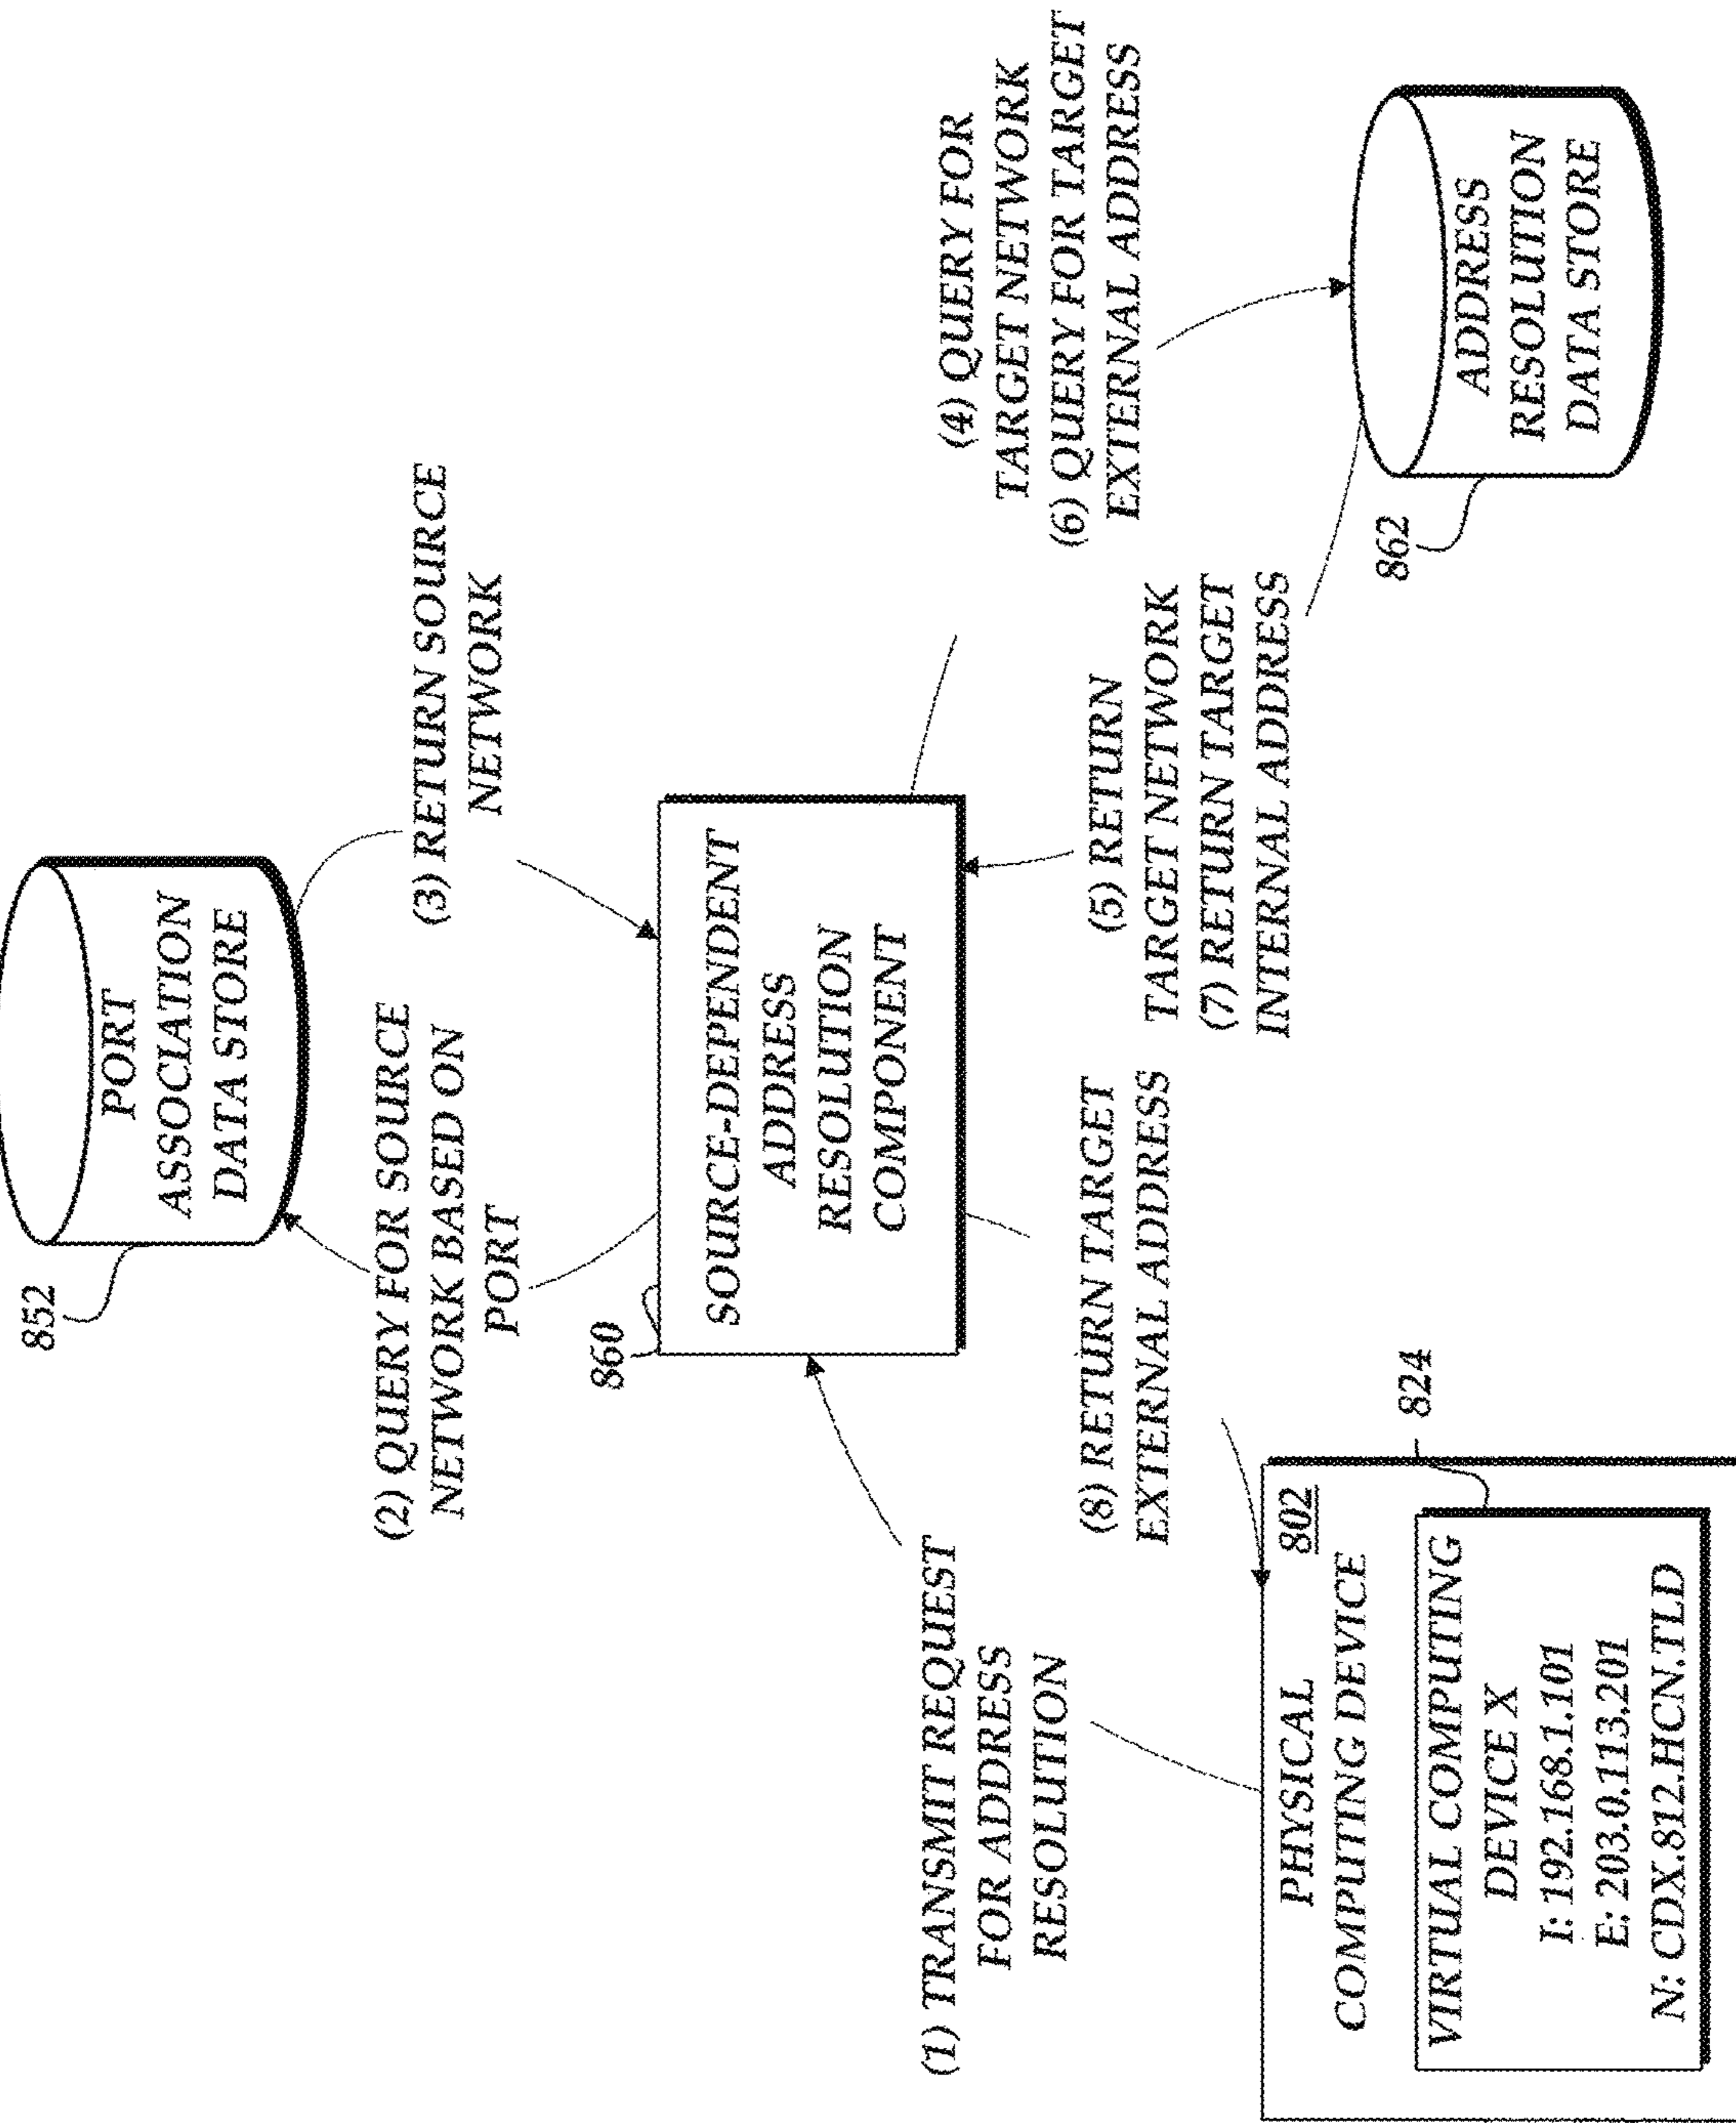 852
PORT
ASSOCIATION
DATA STORE
(2) QUERY FOR SOURCE
NETWORK BASED ON
PORT
(3) RETURN SOURCE
NETWORK
860
SOURCE-DEPENDENT
ADDRESS
RESOLUTION
COMPONENT
(1) TRANSMIT REQUEST
FOR ADDRESS
RESOLUTION
(4) QUERY FOR
TARGET NETWORK
(6) QUERY FOR TARGET
EXTERNAL ADDRESS
(8) RETURN TARGET
EXTERNAL ADDRESS
(5) RETURN
TARGET NETWORK
(7) RETURN TARGET
INTERNAL ADDRESS
802
PHYSICAL
COMPUTING DEVICE
824
VIRTUAL COMPUTING
DEVICE X
I: 192.168.1.101
E: 203.0.113.201
N: CDX.812.HCN.TLD
862
ADDRESS
RESOLUTION
DATA STORE